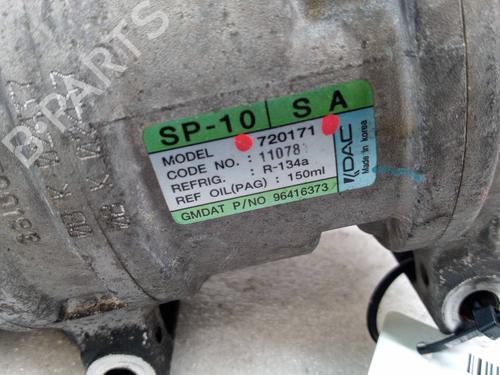 B-PARTS
SP-10 S A
MODEL 720171
CODE NO. : 11078
REFRIG. : R-134a
REF OIL(PAG) : 150ml
GMDAT P/NO 96416373
KDAC
Made in Korea